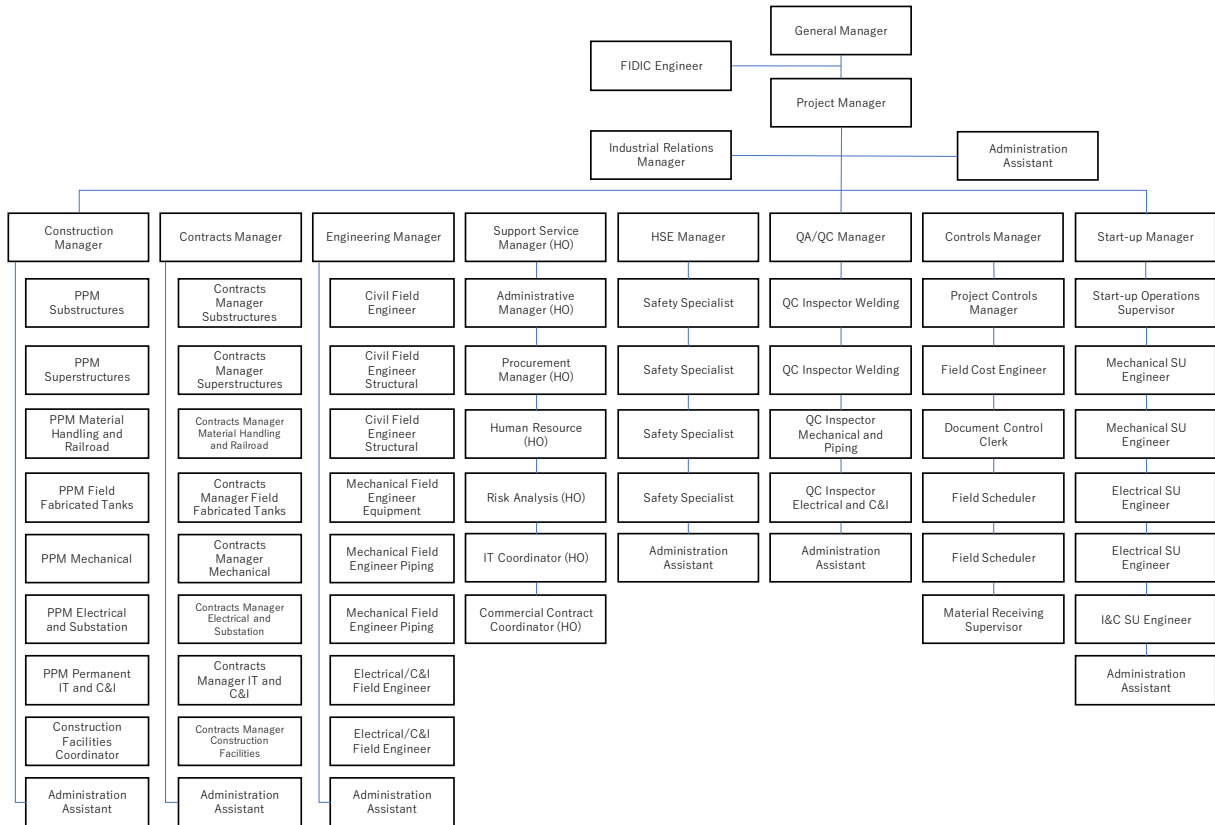 General Manager
FIDIC Engineer
Project Manager
Industrial Relations
Manager
Administration
Assistant
Construction
Manager
Contracts Manager
Engineering Manager
Support Service
Manager (HO)
HSE Manager
QA/QC Manager
Controls Manager
Start-up Manager
PPM
Substructures
Contracts
Manager
Substructures
Civil Field
Engineer
Administrative
Manager (HO)
Safety Specialist
QC Inspector Welding
Project Controls
Manager
Start-up Operations
Supervisor
PPM
Superstructures
Contracts
Manager
Superstructures
Civil Field
Engineer
Structural
Procurement
Manager (HO)
Safety Specialist
QC Inspector Welding
Field Cost Engineer
Mechanical SU
Engineer
PPM Material
Handling and
Railroad
Contracts Manager
Material Handling
and Railroad
Civil Field
Engineer
Structural
Human Resource
(HO)
Safety Specialist
QC Inspector
Mechanical and
Piping
Document Control
Clerk
Mechanical SU
Engineer
PPM Field
Fabricated Tanks
Contracts
Manager Field
Fabricated Tanks
Mechanical Field
Engineer
Equipment
Risk Analysis (HO)
Safety Specialist
QC Inspector
Electrical and C&I
Field Scheduler
Electrical SU
Engineer
PPM Mechanical
Contracts
Manager
Mechanical
Mechanical Field
Engineer Piping
IT Coordinator (HO)
Administration
Assistant
Administration
Assistant
Field Scheduler
Electrical SU
Engineer
PPM Electrical
and Substation
Contracts Manager
Electrical and
Substation
Mechanical Field
Engineer Piping
Commercial Contract
Coordinator (HO)
Material Receiving
Supervisor
I&C SU Engineer
PPM Permanent
IT and C&I
Contracts
Manager IT and
C&I
Electrical/C&I
Field Engineer
Administration
Assistant
Construction
Facilities
Coordinator
Contracts Manager
Construction
Facilities
Electrical/C&I
Field Engineer
Administration
Assistant
Administration
Assistant
Administration
Assistant